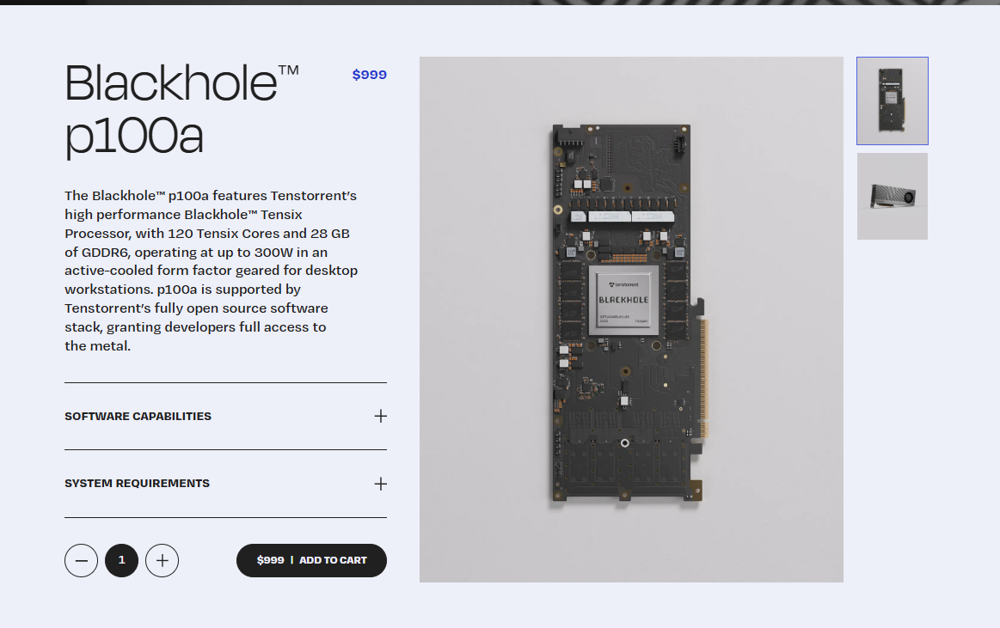 Blackhole™
p100a
$999
The Blackhole™ p100a features Tenstorrent’s
high performance Blackhole™ Tensix
Processor, with 120 Tensix Cores and 28 GB
of GDDR6, operating at up to 300W in an
active-cooled form factor geared for desktop
workstations. p100a is supported by
Tenstorrent’s fully open source software
stack, granting developers full access to
the metal.
SOFTWARE CAPABILITIES
SYSTEM REQUIREMENTS
1
$999 | ADD TO CART
tenstorrent
BLACKHOLE